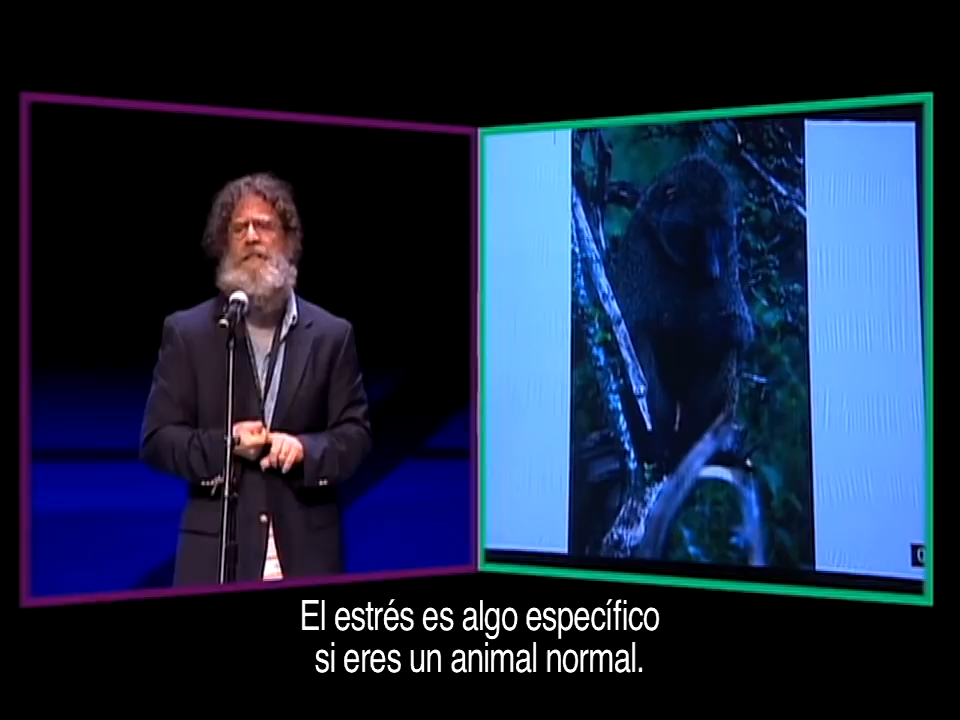 El estrés es algo específico
si eres un animal normal.